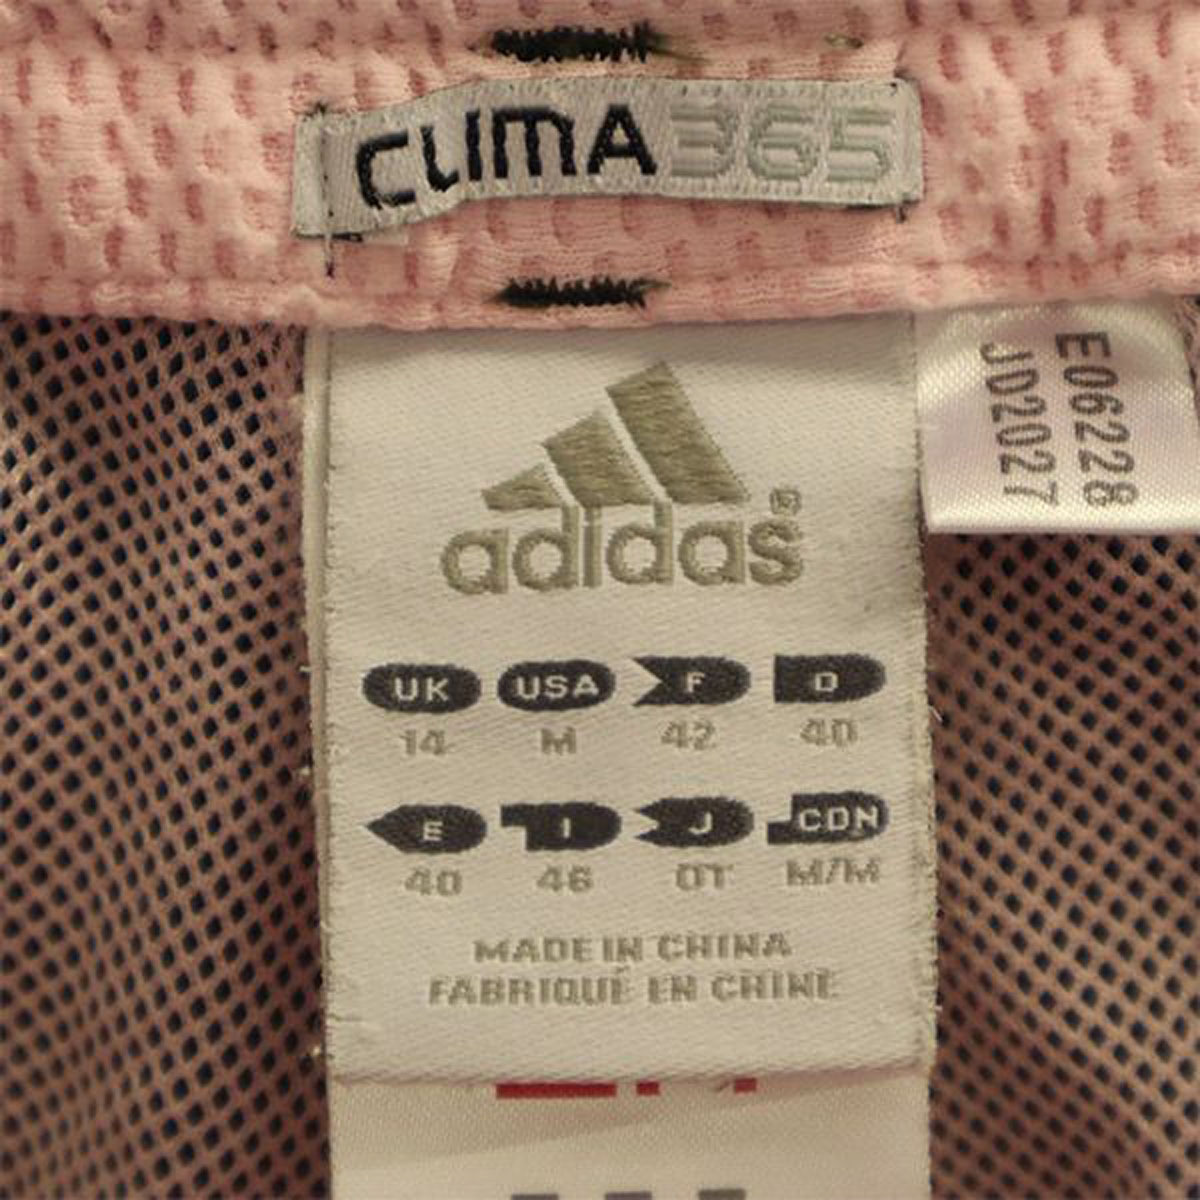 CLIMA365
E06228
JD2027
adidas®
UK USA F D
14 M 42 40
E I J CDN
40 46 OT M/M
MADE IN CHINA
FABRIQUÉ EN CHINE